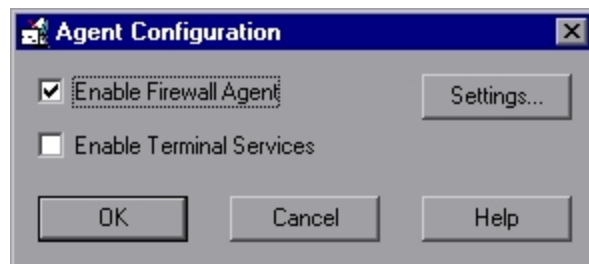 Agent Configuration
Enable Firewall Agent
Settings...
Enable Terminal Services
OK
Cancel
Help